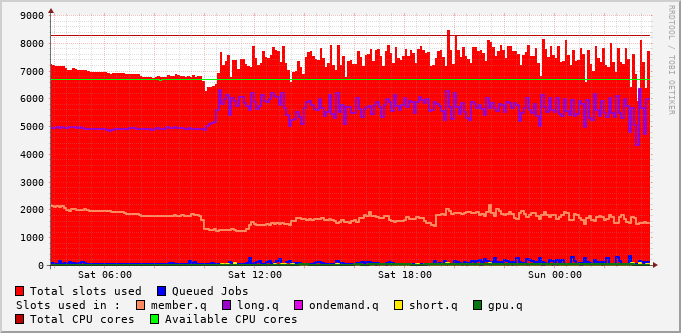 9000
8000
7000
6000
5000
4000
3000
2000
1000
0
Sat 06:00 Sat 12:00 Sat 18:00 Sun 00:00
RRDTOOL / TOBI OETIKER
Total slots used Queued Jobs
Slots used in : member.q long.q ondemand.q short.q gpu.q
Total CPU cores Available CPU cores